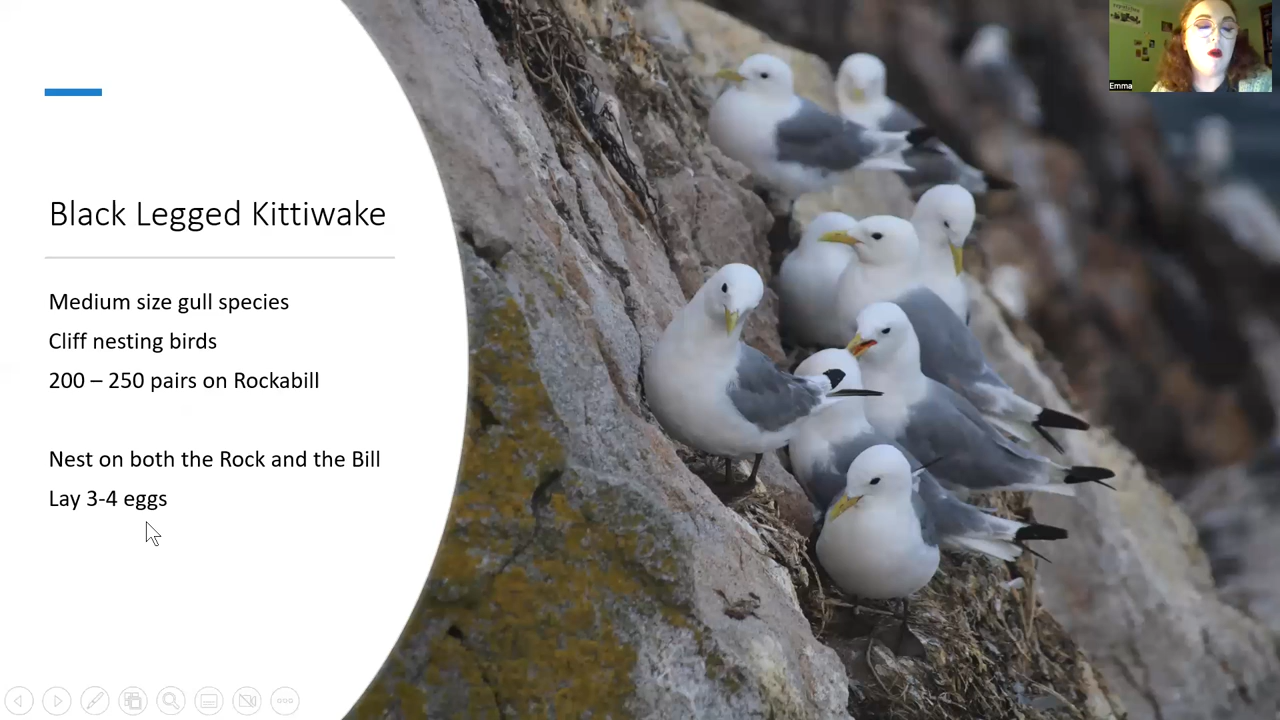 Black Legged Kittiwake
Medium size gull species
Cliff nesting birds
200 – 250 pairs on Rockabill
Nest on both the Rock and the Bill
Lay 3-4 eggs
Emma